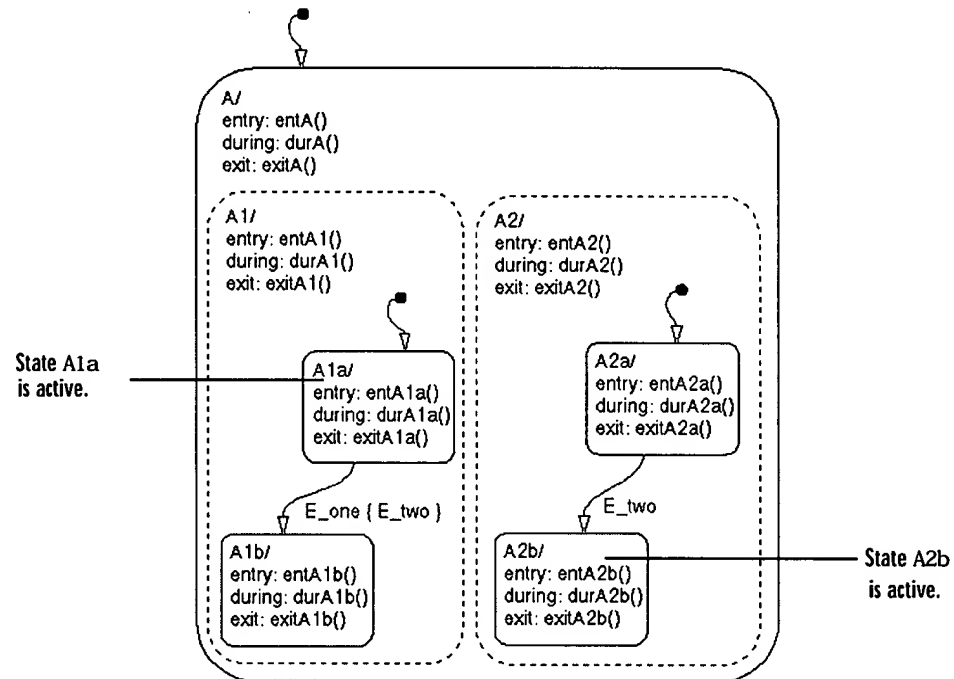 A/
entry: entA()
during: durA()
exit: exitA()
A1/
entry: entA1()
during: durA1()
exit: exitA1()
A2/
entry: entA2()
during: durA2()
exit: exitA2()
State A1a
is active.
A1a/
entry: entA1a()
during: durA1a()
exit: exitA1a()
A2a/
entry: entA2a()
during: durA2a()
exit: exitA2a()
E_one { E_two }
E_two
A1b/
entry: entA1b()
during: durA1b()
exit: exitA1b()
A2b/
entry: entA2b()
during: durA2b()
exit: exitA2b()
State A2b
is active.